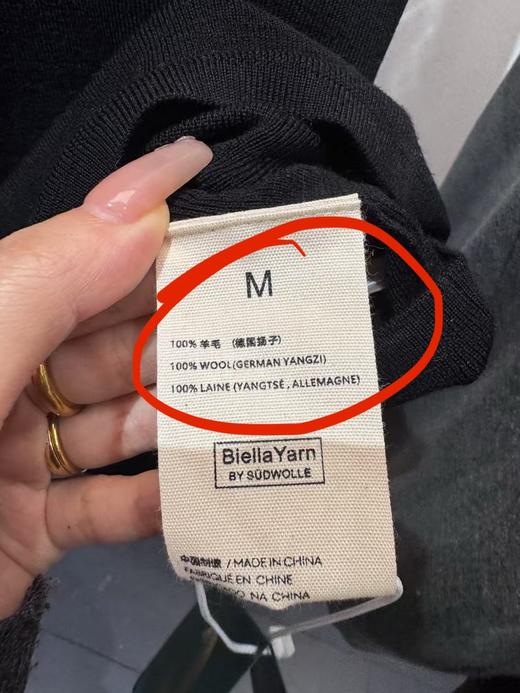 M
100% 羊毛 （德国扬子）
100% WOOL(GERMAN YANGZI)
100% LAINE (YANGTSÉ , ALLEMAGNE)
BiellaYarn
BY SÜDWOLLE
中国制造 / MADE IN CHINA
FABRIQUÉ EN CHINE
NA CHINA